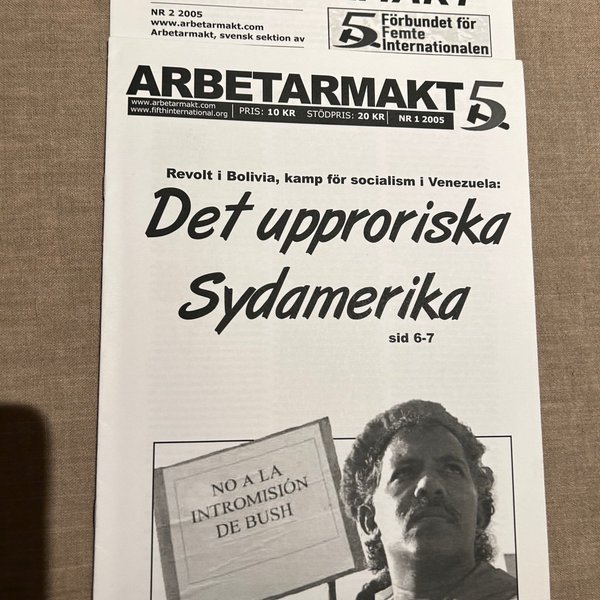 NR 2 2005
www.arbetarmakt.com
Arbetarmakt, svensk sektion av
5
Förbundet för
Femte
Internationalen
ARBETARMAKT 5
www.arbetarmakt.com
www.fifthinternational.org
PRIS: 10 KR
STÖDPRIS: 20 KR
NR 1 2005
Revolt i Bolivia, kamp för socialism i Venezuela:
Det upproriska
Sydamerika
sid 6-7
NO A LA
INTROMISIÓN
DE BUSH